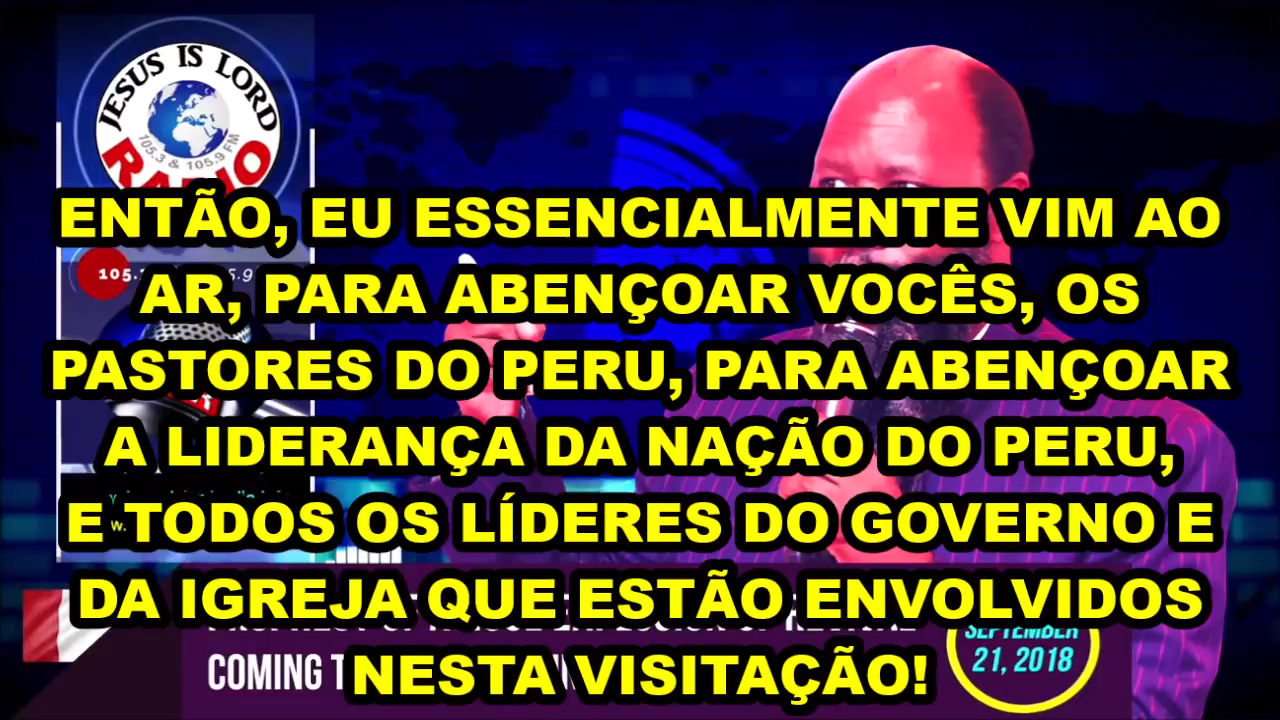 JESUS IS LORD
RADIO
105.3 & 105.9 FM
ENTÃO, EU ESSENCIALMENTE VIM AO
AR, PARA ABENÇOAR VOCÊS, OS
PASTORES DO PERU, PARA ABENÇOAR
A LIDERANÇA DA NAÇÃO DO PERU,
E TODOS OS LÍDERES DO GOVERNO E
DA IGREJA QUE ESTÃO ENVOLVIDOS
NESTA VISITAÇÃO!
COMING
SEPTEMBER
21, 2018